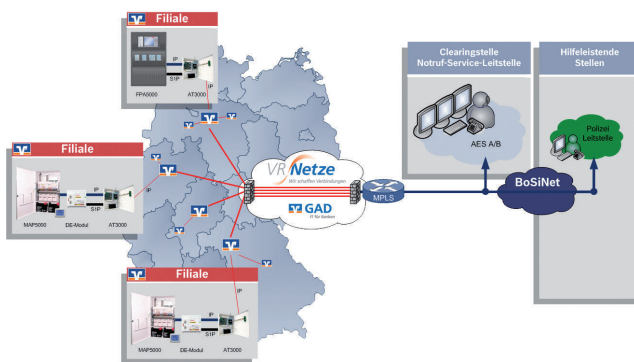 Filiale
IP
S1P
FPA5000
AT3000
IP
Filiale
IP
S1P
MAP5000
DE-Modul
AT3000
IP
VR Netze
Wir schaffen Verbindungen
GAD
IT für Banken
MPLS
Clearingstelle
Notruf-Service-Leitstelle
AES A/B
Hilfeleistende
Stellen
Polizei
Leitstelle
BoSiNet
Filiale
IP
IP
S1P
MAP5000
DE-Modul
AT3000